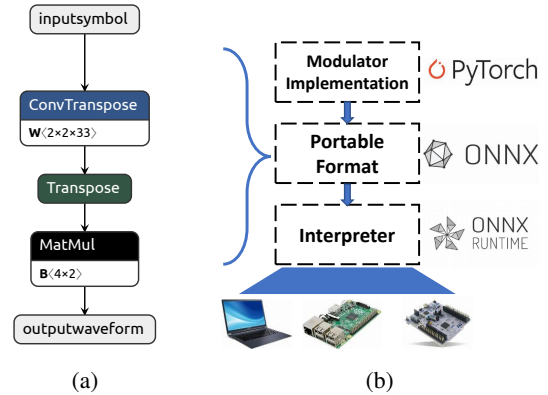 inputsymbol
ConvTranspose
W⟨2×2×33⟩
Transpose
MatMul
B⟨4×2⟩
outputwaveform
(a)
Modulator
Implementation
PyTorch
Portable
Format
ONNX
Interpreter
ONNX
RUNTIME
(b)